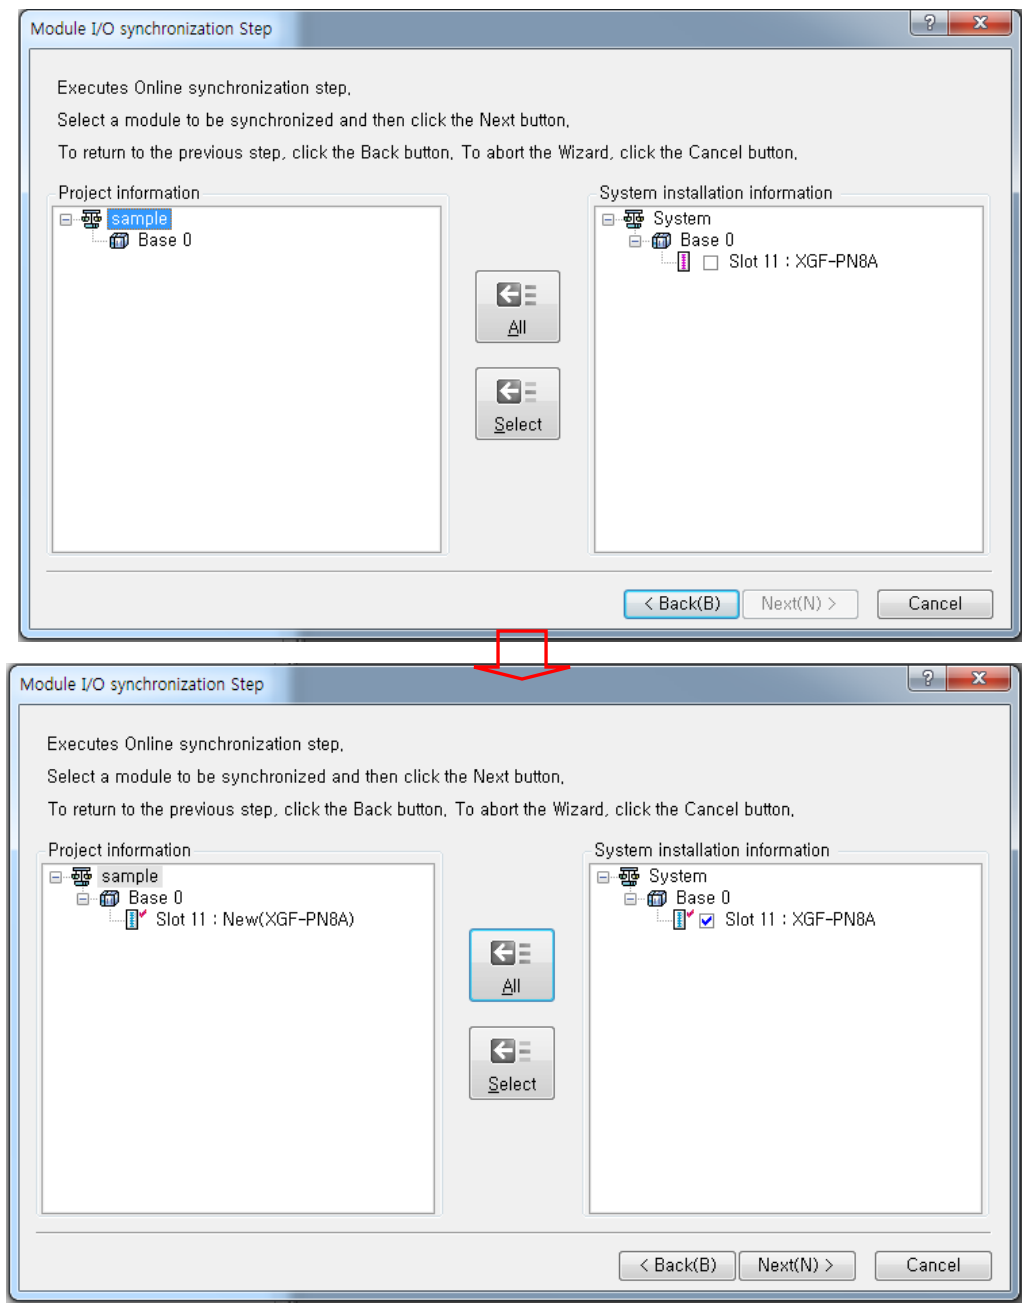 Module I/O synchronization Step
?
x
Executes Online synchronization step.
Select a module to be synchronized and then click the Next button.
To return to the previous step, click the Back button. To abort the Wizard, click the Cancel button.
Project information
sample
Base 0
All
Select
System installation information
System
Base 0
Slot 11 : XGF-PN8A
< Back(B)
Next(N) >
Cancel
Module I/O synchronization Step
?
x
Executes Online synchronization step.
Select a module to be synchronized and then click the Next button.
To return to the previous step, click the Back button. To abort the Wizard, click the Cancel button.
Project information
sample
Base 0
Slot 11 : New(XGF-PN8A)
All
Select
System installation information
System
Base 0
Slot 11 : XGF-PN8A
< Back(B)
Next(N) >
Cancel